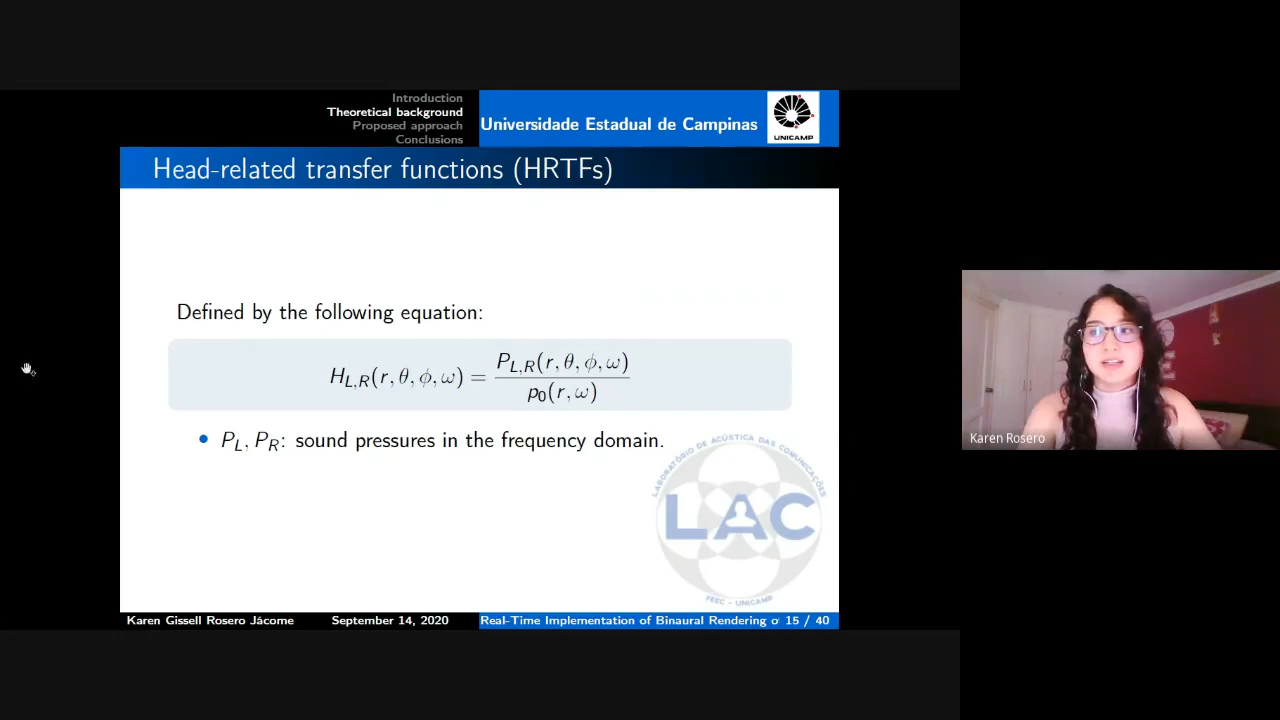 Introduction
Theoretical background
Proposed approach
Conclusions
Universidade Estadual de Campinas
UNICAMP
Head-related transfer functions (HRTFs)
Defined by the following equation:
H_{L,R}(r, θ, ϕ, ω) = P_{L,R}(r, θ, ϕ, ω) / p_0(r, ω)
• P_L, P_R: sound pressures in the frequency domain.
LABORATÓRIO DE ACÚSTICA DAS COMUNICAÇÕES
LAC
FEEC - UNICAMP
Karen Gissell Rosero Jácome
September 14, 2020
Real-Time Implementation of Binaural Rendering o
15 / 40
Karen Rosero